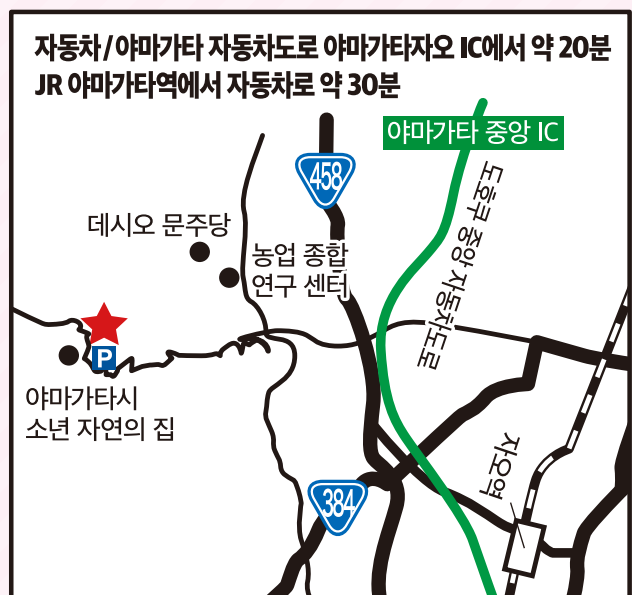 자동차/야마가타 자동차도로 야마가타자오 IC에서 약 20분
JR 야마가타역에서 자동차로 약 30분
야마가타 중앙 IC
458
도호쿠 중앙 자동차도로
데시오 문주당
농업 종합
연구 센터
P
야마가타시
소년 자연의 집
자오역
384